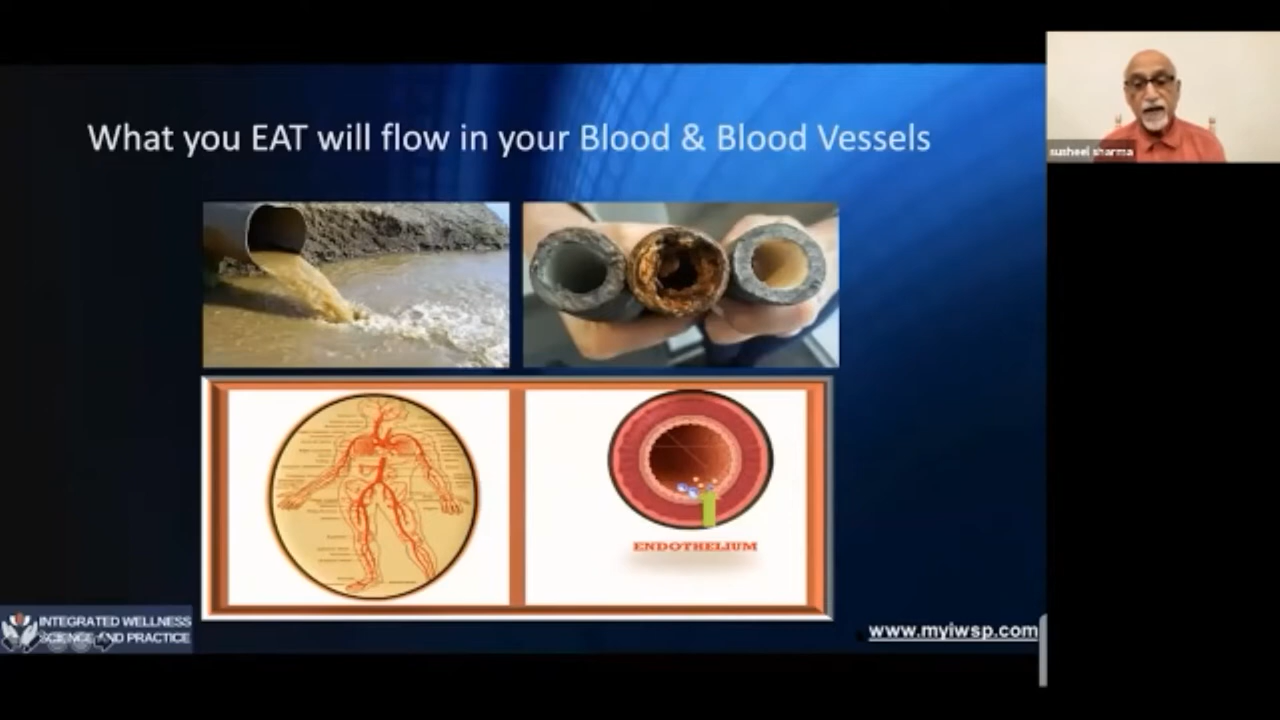 What you EAT will flow in your Blood & Blood Vessels
susheel sharma
ENDOTHELIUM
INTEGRATED WELLNESS
SCIENCE AND PRACTICE
www.myiwsp.com